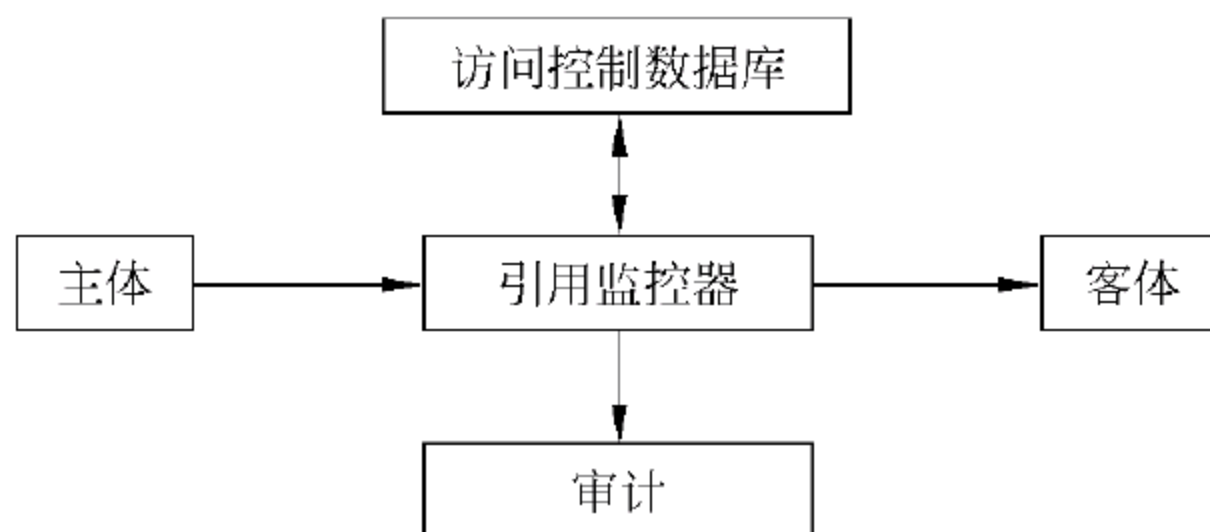 访问控制数据库
主体
引用监控器
客体
审计